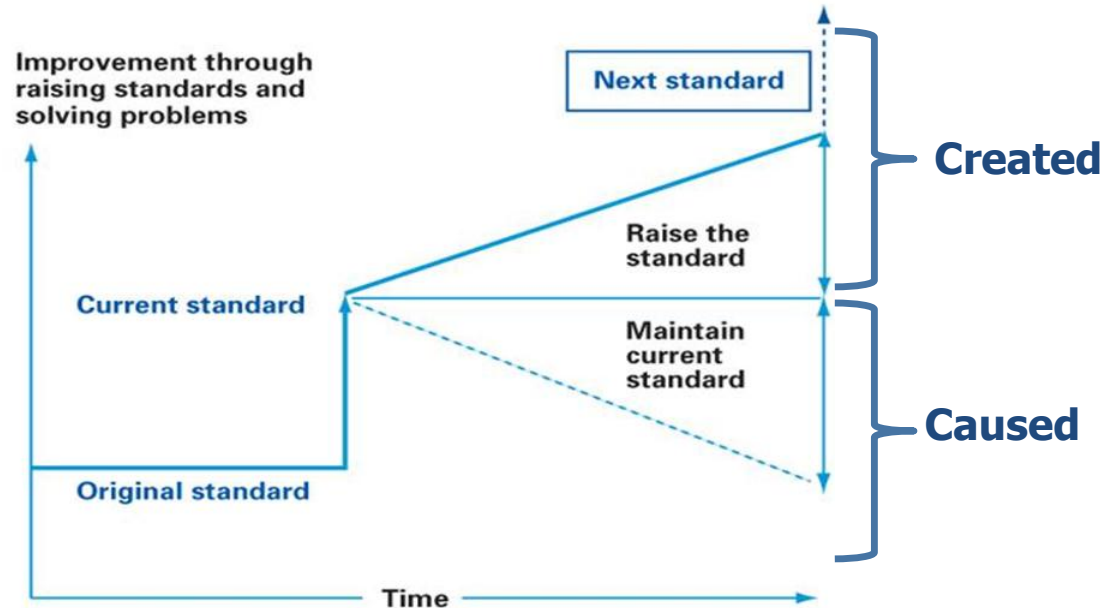 Improvement through
raising standards and
solving problems
Next standard
Created
Raise the
standard
Current standard
Maintain
current
standard
Caused
Original standard
Time